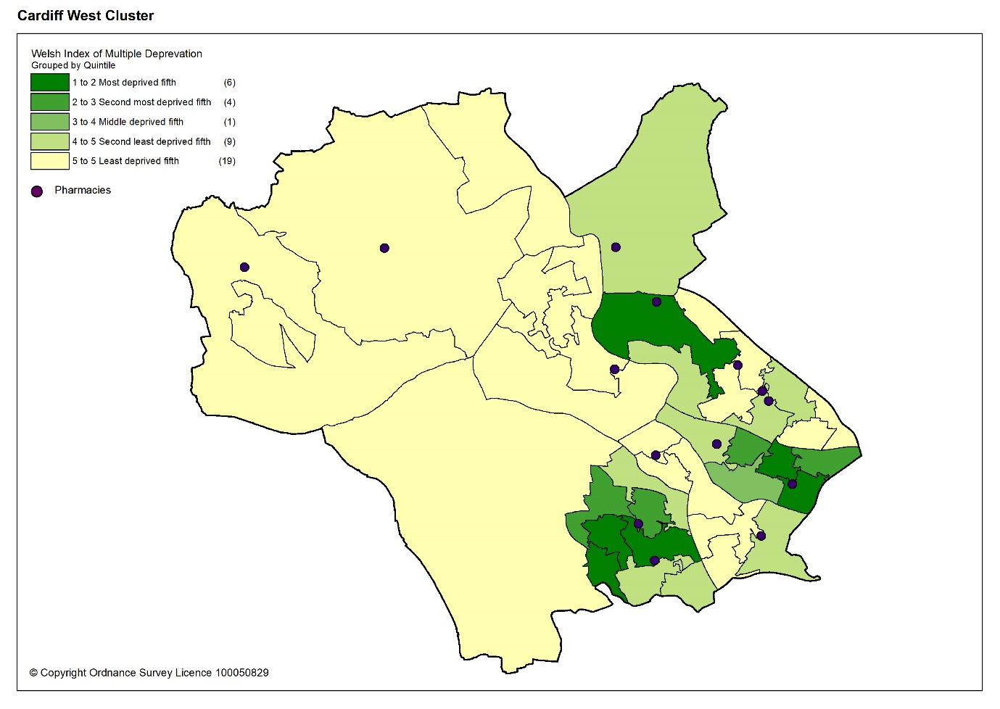 Cardiff West Cluster
Welsh Index of Multiple Deprevation
Grouped by Quintile
1 to 2 Most deprived fifth (6)
2 to 3 Second most deprived fifth (4)
3 to 4 Middle deprived fifth (1)
4 to 5 Second least deprived fifth (9)
5 to 5 Least deprived fifth (19)
Pharmacies
© Copyright Ordnance Survey Licence 100050829